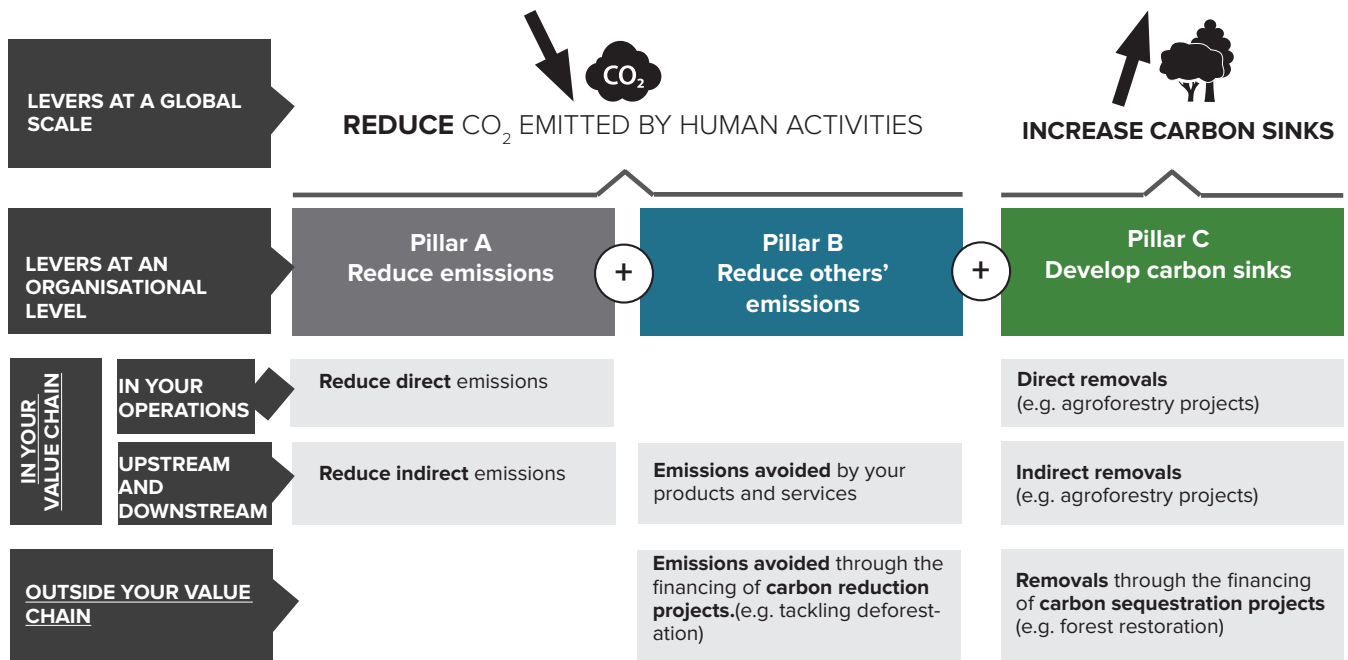 CO₂
LEVERS AT A GLOBAL
SCALE
REDUCE CO₂ EMITTED BY HUMAN ACTIVITIES
INCREASE CARBON SINKS
LEVERS AT AN
ORGANISATIONAL
LEVEL
Pillar A
Reduce emissions
+
Pillar B
Reduce others’
emissions
+
Pillar C
Develop carbon sinks
IN YOUR
VALUE CHAIN
IN YOUR
OPERATIONS
Reduce direct emissions
Direct removals
(e.g. agroforestry projects)
UPSTREAM
AND
DOWNSTREAM
Reduce indirect emissions
Emissions avoided by your
products and services
Indirect removals
(e.g. agroforestry projects)
OUTSIDE YOUR VALUE
CHAIN
Emissions avoided through the
financing of carbon reduction
projects.(e.g. tackling deforest-
ation)
Removals through the financing
of carbon sequestration projects
(e.g. forest restoration)